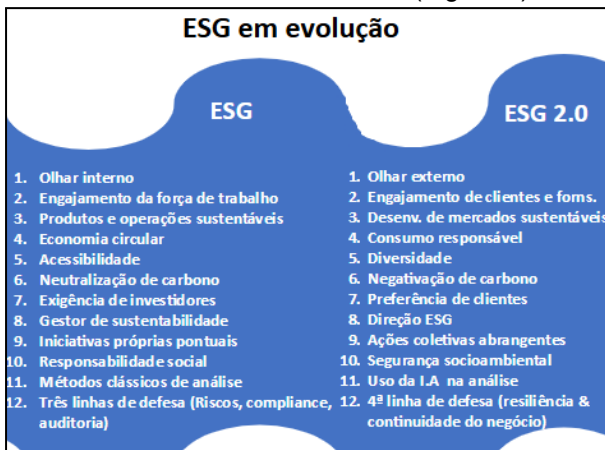 ESG em evolução
ESG
1. Olhar interno
2. Engajamento da força de trabalho
3. Produtos e operações sustentáveis
4. Economia circular
5. Acessibilidade
6. Neutralização de carbono
7. Exigência de investidores
8. Gestor de sustentabilidade
9. Iniciativas próprias pontuais
10. Responsabilidade social
11. Métodos clássicos de análise
12. Três linhas de defesa (Riscos, compliance,
auditoria)
ESG 2.0
1. Olhar externo
2. Engajamento de clientes e forns.
3. Desenv. de mercados sustentáveis
4. Consumo responsável
5. Diversidade
6. Negativação de carbono
7. Preferência de clientes
8. Direção ESG
9. Ações coletivas abrangentes
10. Segurança socioambiental
11. Uso da I.A na análise
12. 4ª linha de defesa (resiliência &
continuidade do negócio)